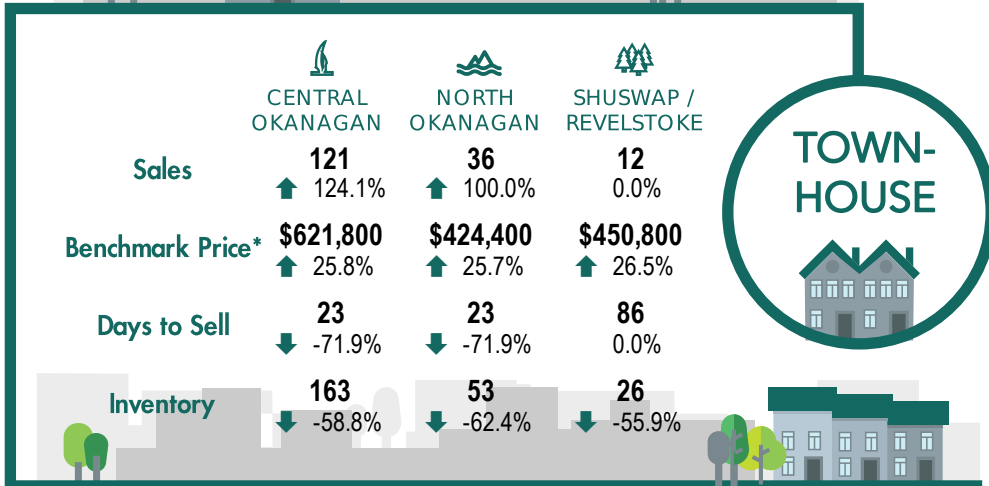 CENTRAL OKANAGAN NORTH OKANAGAN SHUSWAP / REVELSTOKE
TOWN-
HOUSE
Sales 121 36 12
124.1% 100.0% 0.0%
Benchmark Price* $621,800 $424,400 $450,800
25.8% 25.7% 26.5%
Days to Sell 23 23 86
-71.9% -71.9% 0.0%
Inventory 163 53 26
-58.8% -62.4% -55.9%